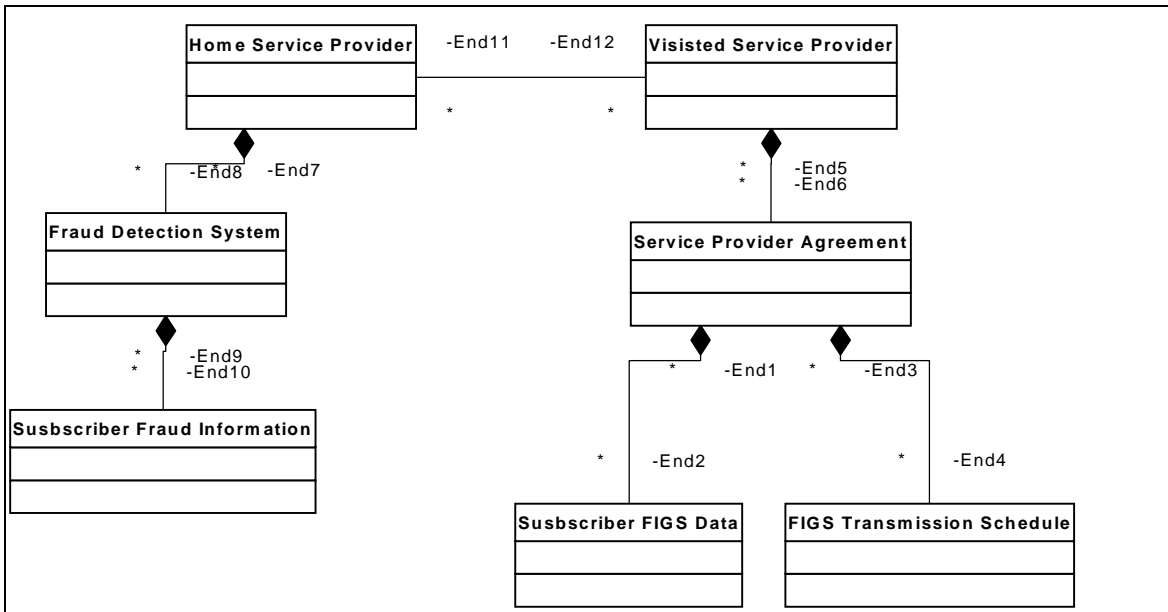 Home Service Provider
-End11
-End12
Visisted Service Provider
*
*
*
*
-End8
-End7
*
-End5
*
-End6
Fraud Detection System
Service Provider Agreement
*
-End9
*
-End10
*
-End1
*
-End3
Susbscriber Fraud Information
*
-End2
*
-End4
Susbscriber FIGS Data
FIGS Transmission Schedule